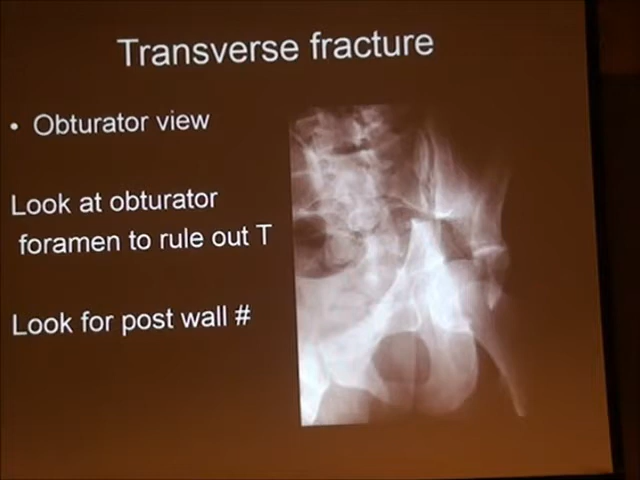 Transverse fracture
• Obturator view
Look at obturator
foramen to rule out T
Look for post wall #